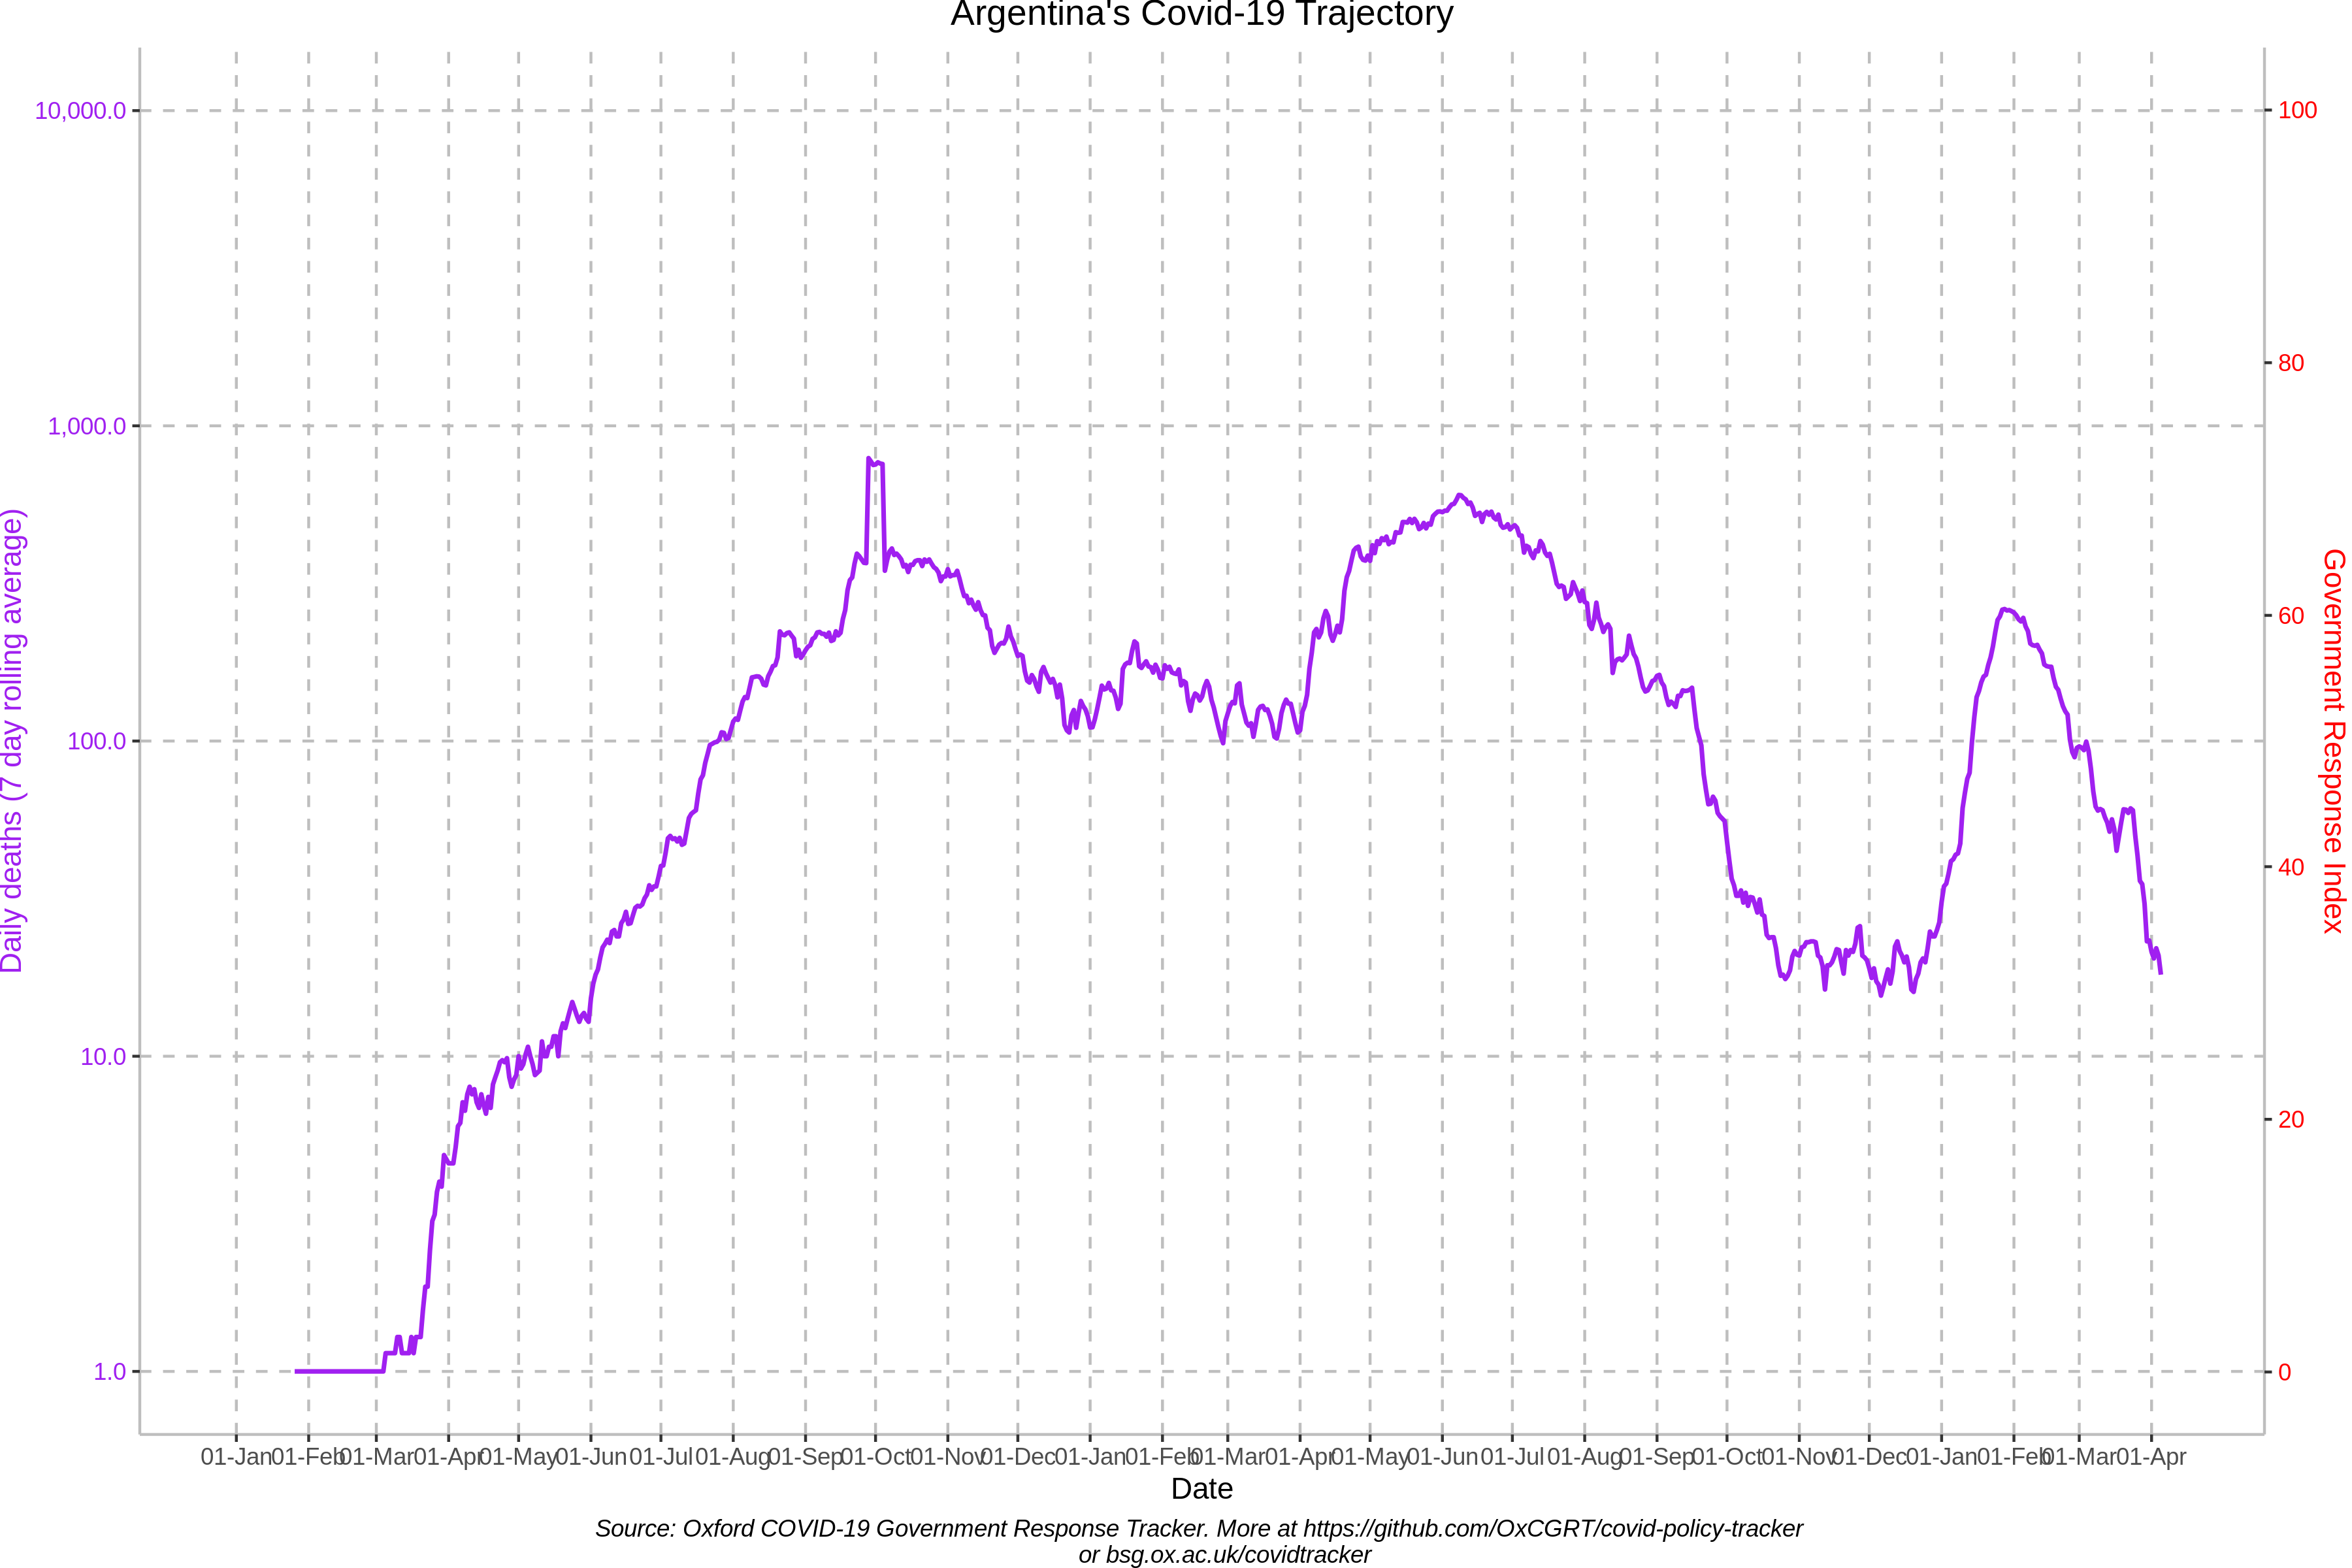 Argentina's Covid-19 Trajectory
10,000.0
1,000.0
100.0
10.0
1.0
Daily deaths (7 day rolling average)
100
80
60
40
20
0
Government Response Index
01-Jan 01-Feb 01-Mar 01-Apr 01-May 01-Jun 01-Jul 01-Aug 01-Sep 01-Oct 01-Nov 01-Dec 01-Jan 01-Feb 01-Mar 01-Apr 01-May 01-Jun 01-Jul 01-Aug 01-Sep 01-Oct 01-Nov 01-Dec 01-Jan 01-Feb 01-Mar 01-Apr
Date
Source: Oxford COVID-19 Government Response Tracker. More at https://github.com/OxCGRT/covid-policy-tracker
or bsg.ox.ac.uk/covidtracker